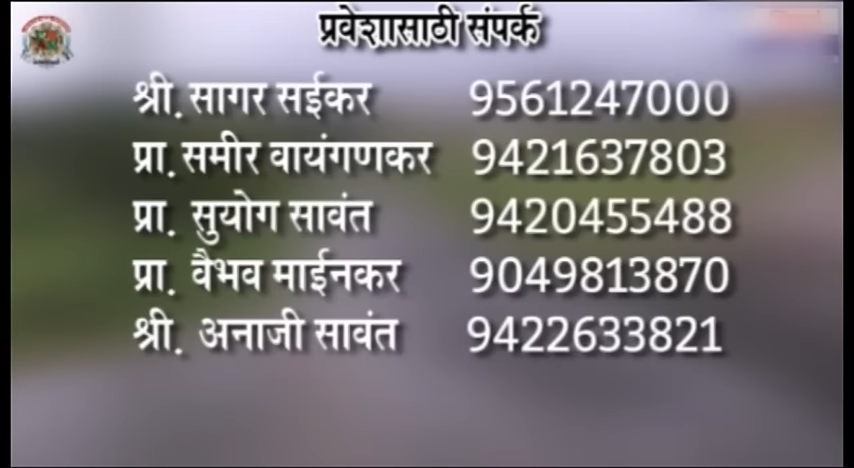 प्रवेशासाठी संपर्क
श्री. सागर सईकर 9561247000
प्रा. समीर वायंगणकर 9421637803
प्रा. सुयोग सावंत 9420455488
प्रा. वैभव माईनकर 9049813870
श्री. अनाजी सावंत 9422633821